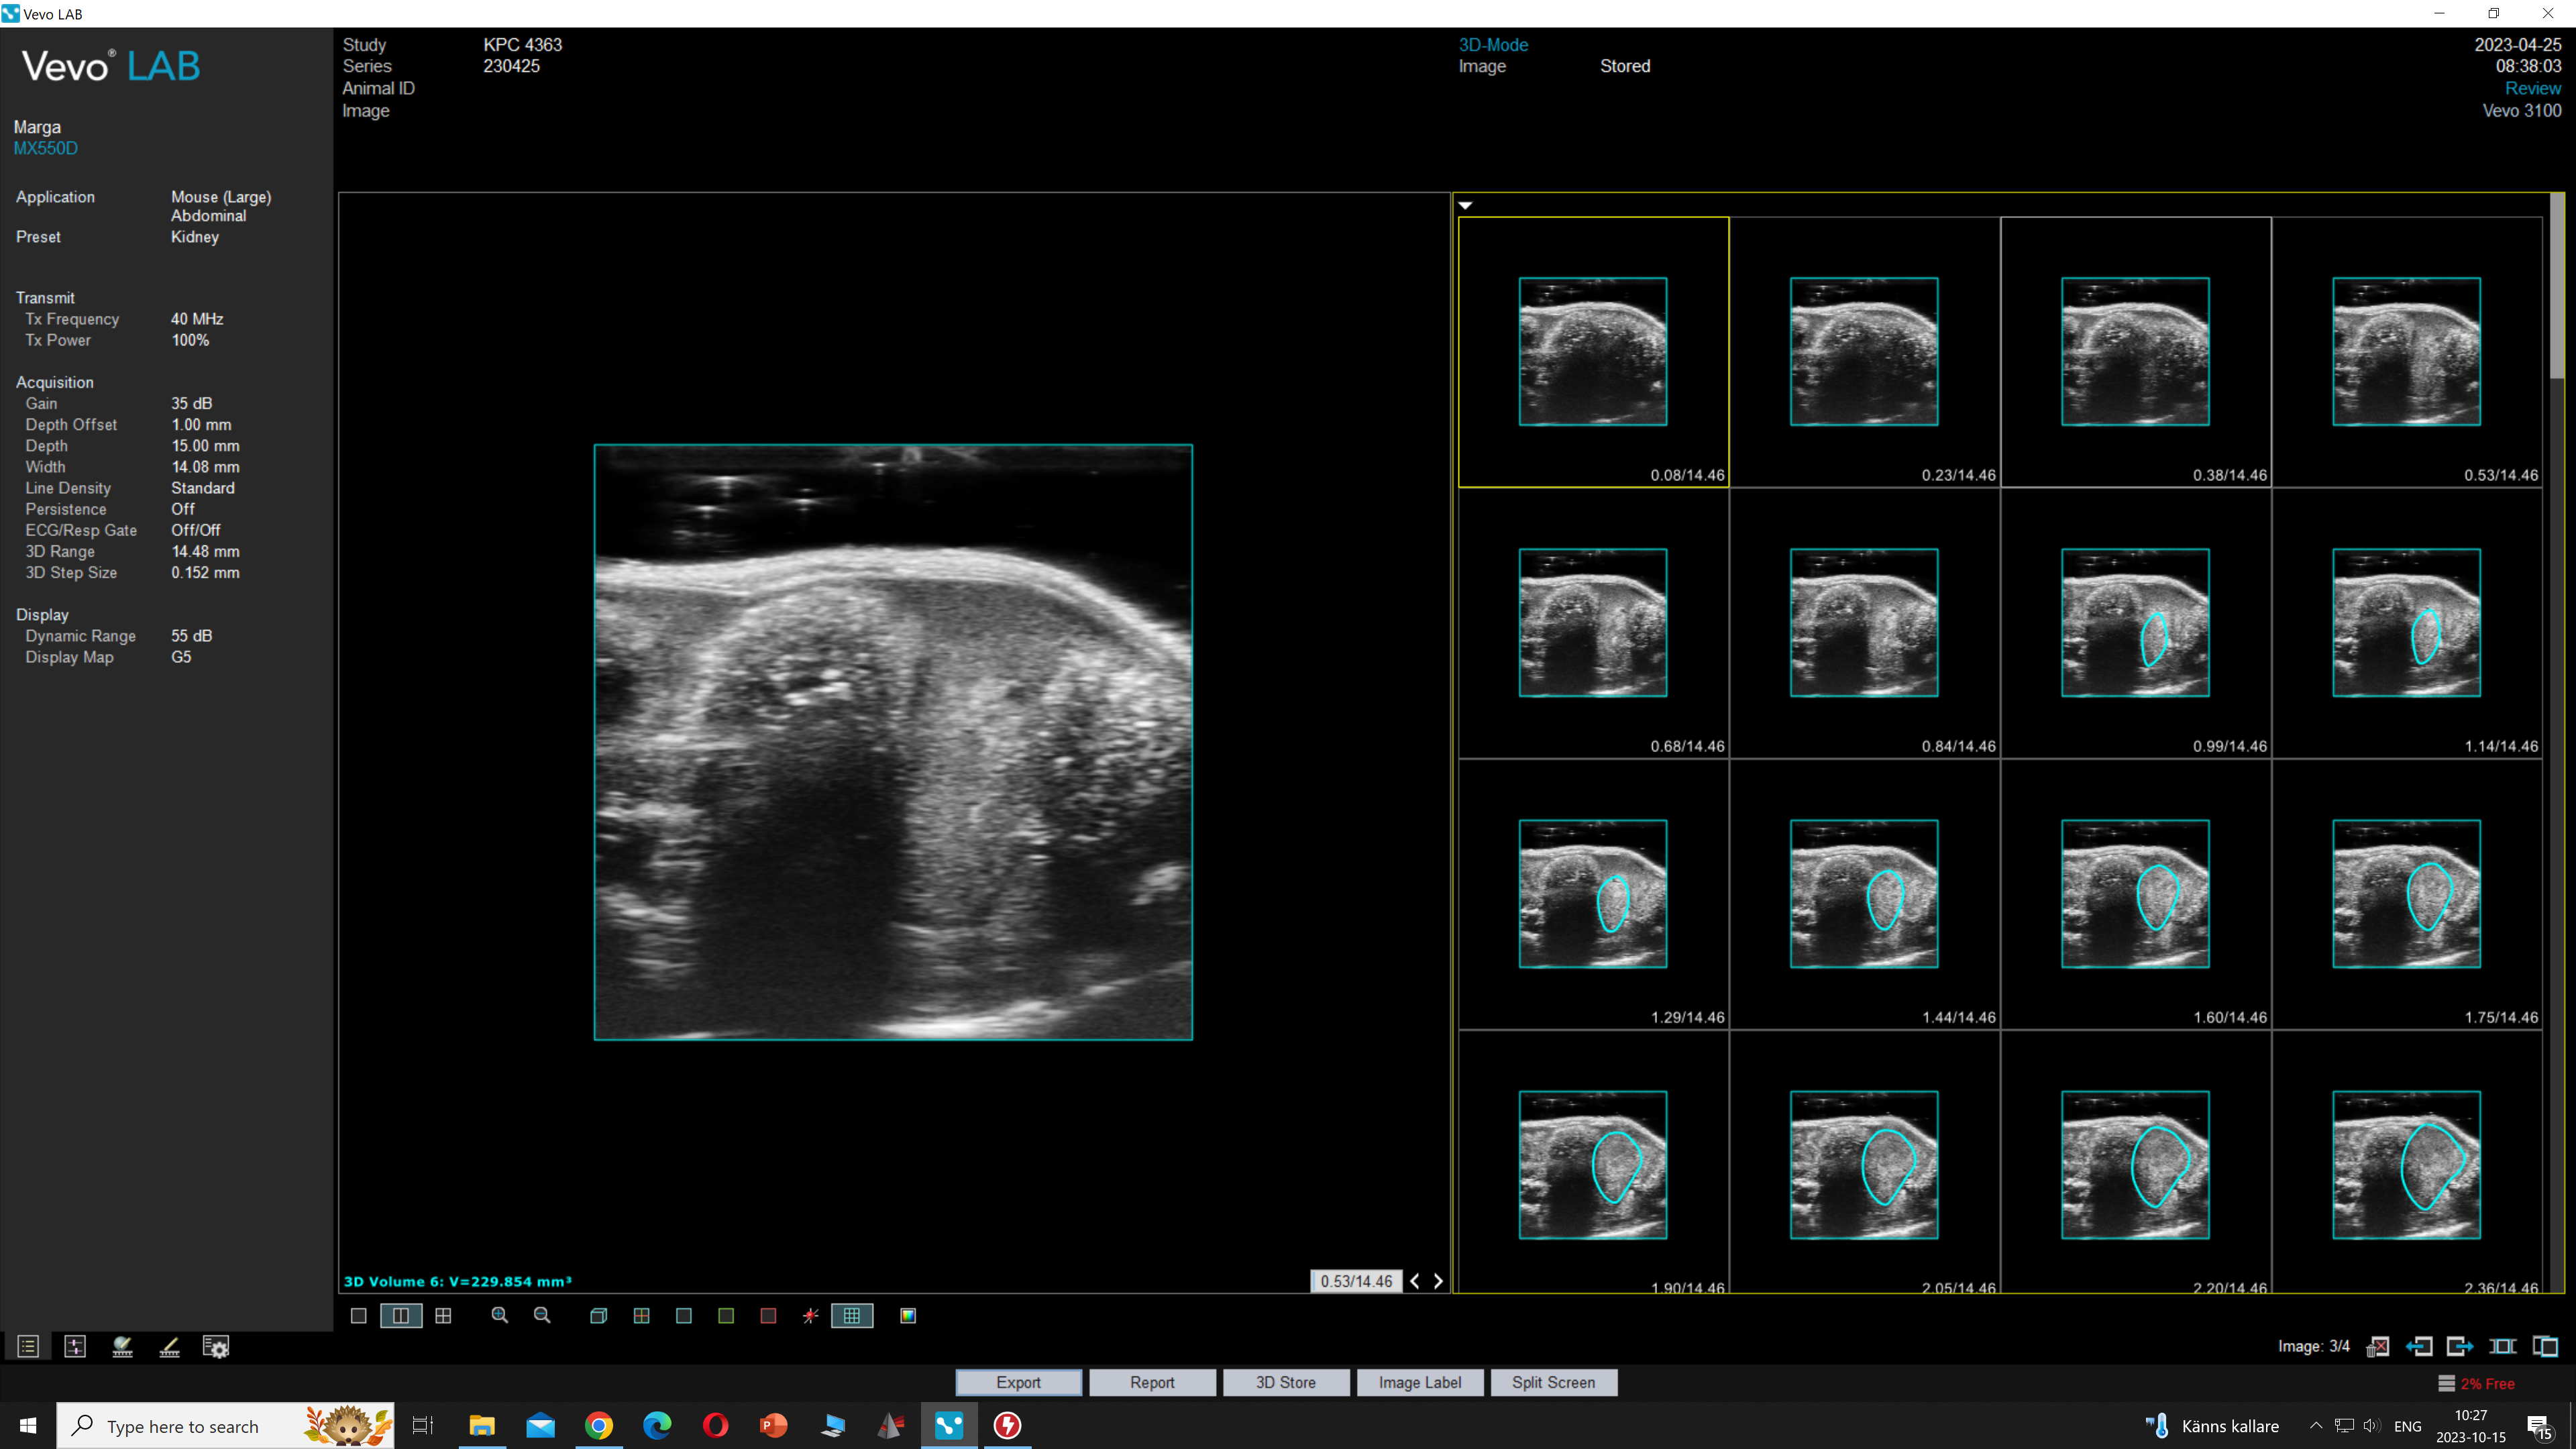 Vevo LAB
Vevo® LAB
Study KPC 4363
Series 230425
Animal ID
Image
3D-Mode
Image Stored
2023-04-25
08:38:03
Review
Vevo 3100
Marga
MX550D
Application Mouse (Large)
Abdominal
Preset Kidney
Transmit
Tx Frequency 40 MHz
Tx Power 100%
Acquisition
Gain 35 dB
Depth Offset 1.00 mm
Depth 15.00 mm
Width 14.08 mm
Line Density Standard
Persistence Off
ECG/Resp Gate Off/Off
3D Range 14.48 mm
3D Step Size 0.152 mm
Display
Dynamic Range 55 dB
Display Map G5
0.08/14.46 0.23/14.46 0.38/14.46 0.53/14.46
0.68/14.46 0.84/14.46 0.99/14.46 1.14/14.46
1.29/14.46 1.44/14.46 1.60/14.46 1.75/14.46
1.90/14.46 2.05/14.46 2.20/14.46 2.36/14.46
3D Volume 6: V=229.854 mm³
0.53/14.46
Image: 3/4
Export Report 3D Store Image Label Split Screen
2% Free
Type here to search
Känns kallare
ENG
10:27
2023-10-15
15